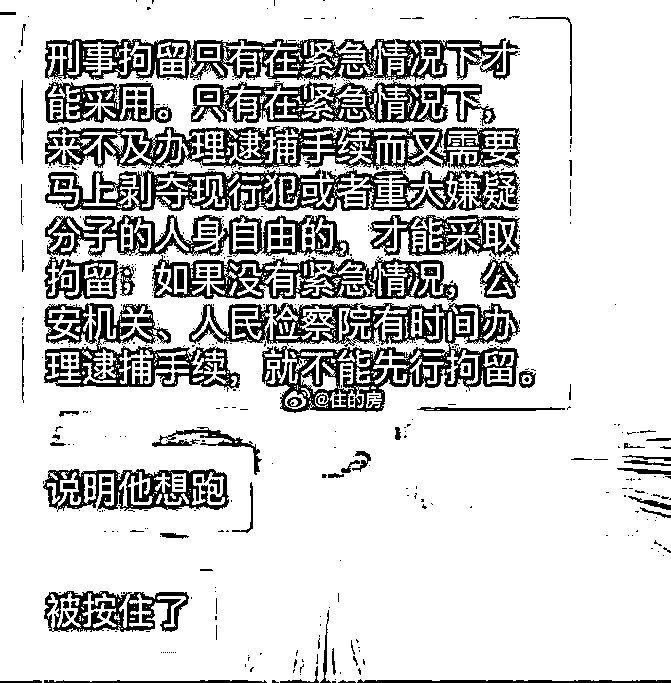 刑事拘留只有在紧急情况下才
能采用。只有在紧急情况下，
来不及办理逮捕手续而又需要
马上剥夺现行犯或者重大嫌疑
分子的人身自由的，才能采取
拘留；如果没有紧急情况，公
安机关、人民检察院有时间办
理逮捕手续，就不能先行拘留。
@住的房
说明他想跑
被按住了